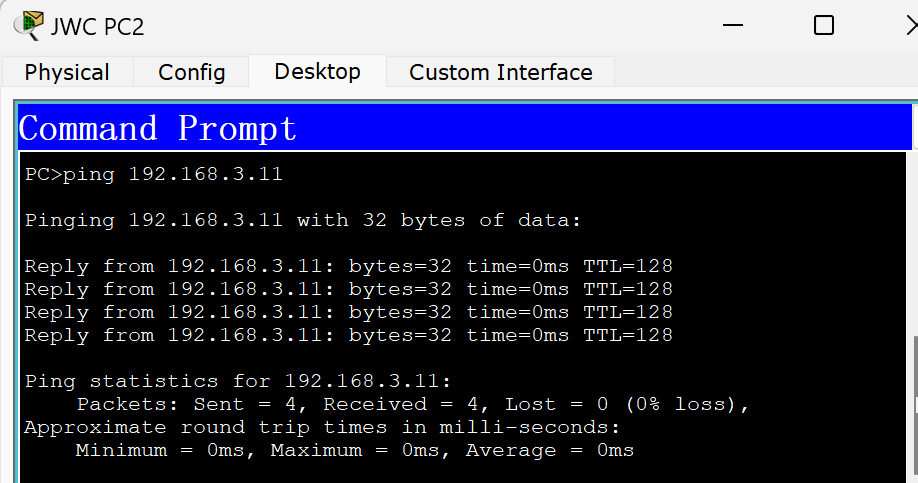 JWC PC2
Physical Config Desktop Custom Interface
Command Prompt
PC>ping 192.168.3.11
Pinging 192.168.3.11 with 32 bytes of data:
Reply from 192.168.3.11: bytes=32 time=0ms TTL=128
Reply from 192.168.3.11: bytes=32 time=0ms TTL=128
Reply from 192.168.3.11: bytes=32 time=0ms TTL=128
Reply from 192.168.3.11: bytes=32 time=0ms TTL=128
Ping statistics for 192.168.3.11:
    Packets: Sent = 4, Received = 4, Lost = 0 (0% loss),
Approximate round trip times in milli-seconds:
    Minimum = 0ms, Maximum = 0ms, Average = 0ms